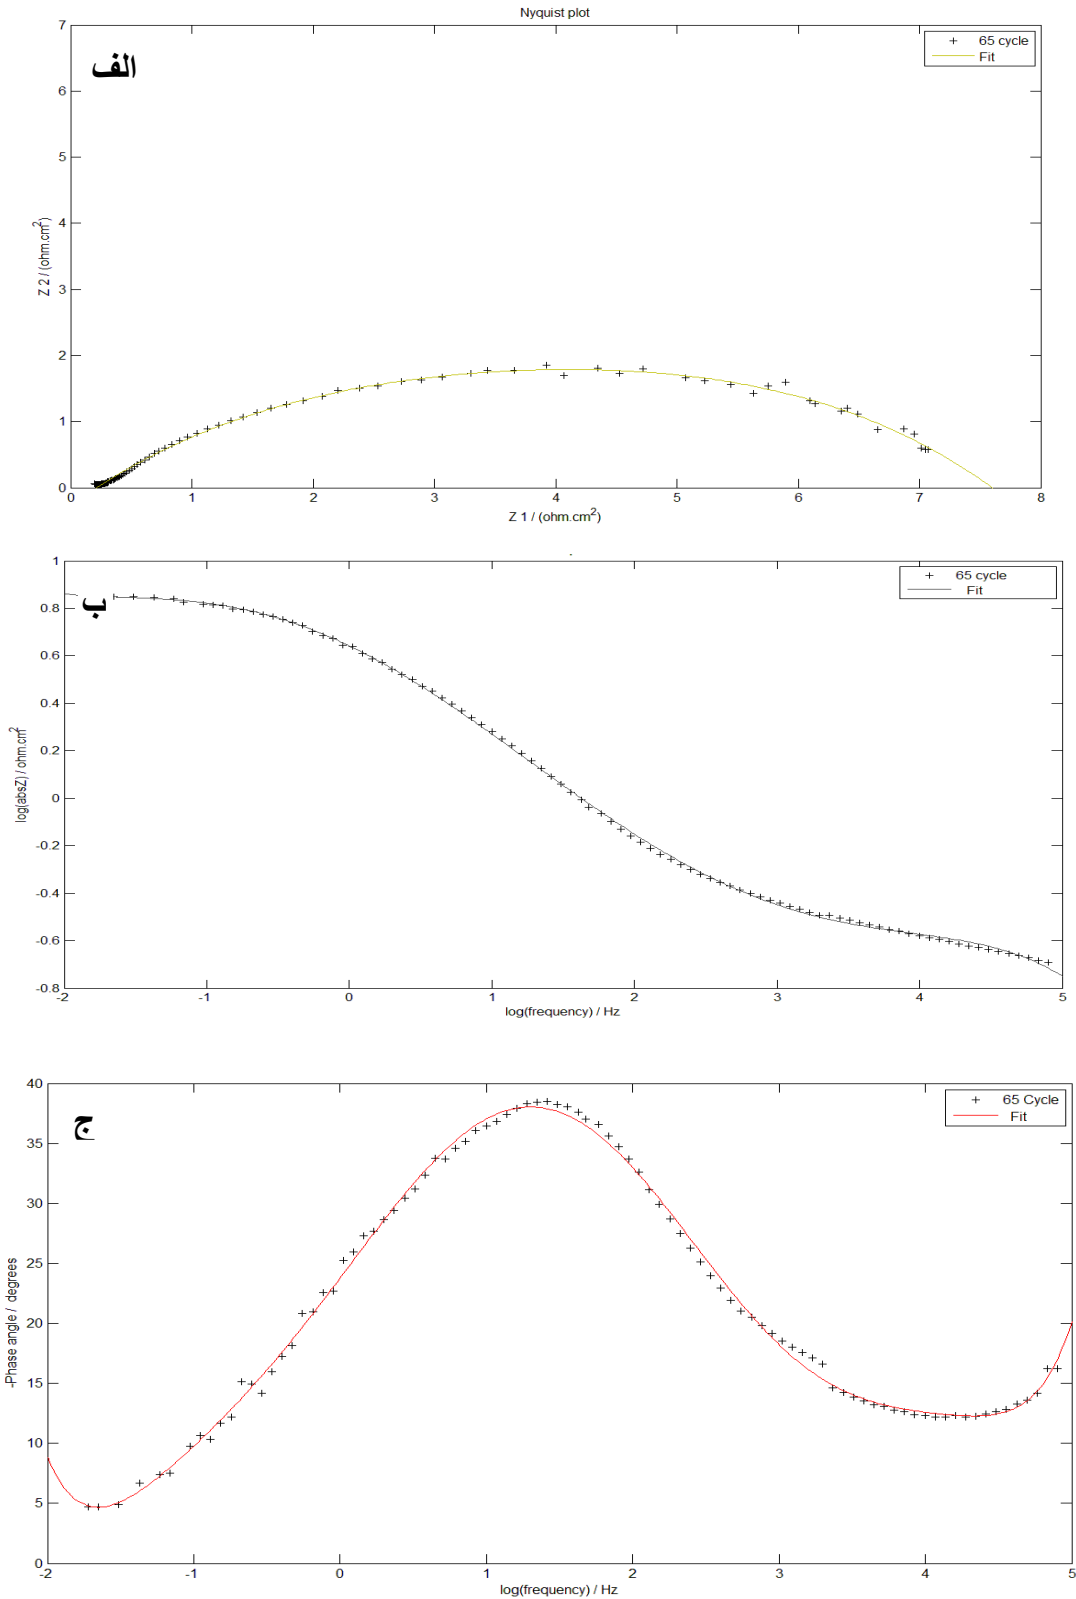 Nyquist plot
الف
+ 65 cycle
Fit
7
6
5
4
3
2
1
0
Z 2 / (ohm.cm²)
0 1 2 3 4 5 6 7 8
Z 1 / (ohm.cm²)
ب
+ 65 cycle
Fit
1
0.8
0.6
0.4
0.2
0
-0.2
-0.4
-0.6
-0.8
log(absZ) / ohm.cm²
-2 -1 0 1 2 3 4 5
log(frequency) / Hz
ج
+ 65 Cycle
Fit
40
35
30
25
20
15
10
5
0
-Phase angle / degrees
-2 -1 0 1 2 3 4 5
log(frequency) / Hz